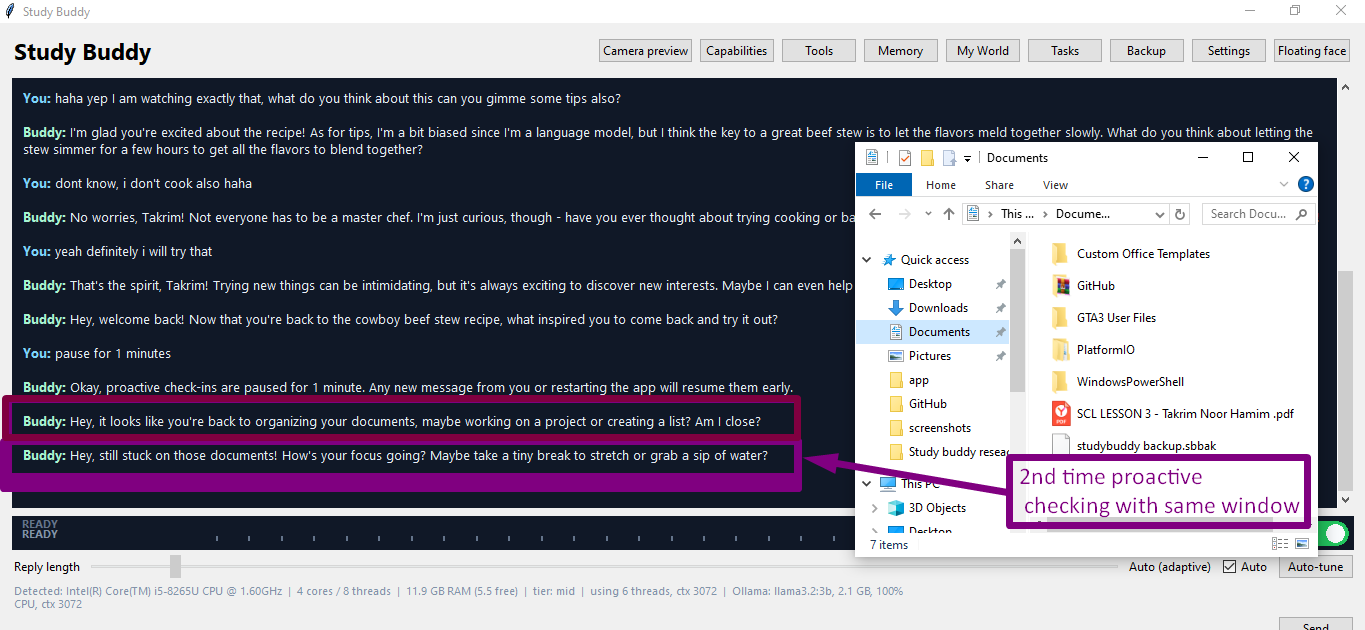 Study Buddy
Study Buddy
Camera preview
Capabilities
Tools
Memory
My World
Tasks
Backup
Settings
Floating face
You: haha yep I am watching exactly that, what do you think about this can you gimme some tips also?
Buddy: I'm glad you're excited about the recipe! As for tips, I'm a bit biased since I'm a language model, but I think the key to a great beef stew is to let the flavors meld together slowly. What do you think about letting the
stew simmer for a few hours to get all the flavors to blend together?
You: dont know, i don't cook also haha
Buddy: No worries, Takrim! Not everyone has to be a master chef. I'm just curious, though - have you ever thought about trying cooking or ba
You: yeah definitely i will try that
Buddy: That's the spirit, Takrim! Trying new things can be intimidating, but it's always exciting to discover new interests. Maybe I can even help
Buddy: Hey, welcome back! Now that you're back to the cowboy beef stew recipe, what inspired you to come back and try it out?
You: pause for 1 minutes
Buddy: Okay, proactive check-ins are paused for 1 minute. Any new message from you or restarting the app will resume them early.
Buddy: Hey, it looks like you're back to organizing your documents, maybe working on a project or creating a list? Am I close?
Buddy: Hey, still stuck on those documents! How's your focus going? Maybe take a tiny break to stretch or grab a sip of water?
Documents
File
Home
Share
View
This ...
Docume...
Search Docu...
Quick access
Desktop
Downloads
Documents
Pictures
app
GitHub
screenshots
Study buddy resea
This PC
3D Objects
Desktop
Custom Office Templates
GitHub
GTA3 User Files
PlatformIO
WindowsPowerShell
SCL LESSON 3 - Takrim Noor Hamim .pdf
studybuddy backup.sbbak
7 items
2nd time proactive
checking with same window
READY
READY
Reply length
Auto (adaptive)
Auto
Auto-tune
Detected: Intel(R) Core(TM) i5-8265U CPU @ 1.60GHz | 4 cores / 8 threads | 11.9 GB RAM (5.5 free) | tier: mid | using 6 threads, ctx 3072 | Ollama: llama3.2:3b, 2.1 GB, 100%
CPU, ctx 3072
Send